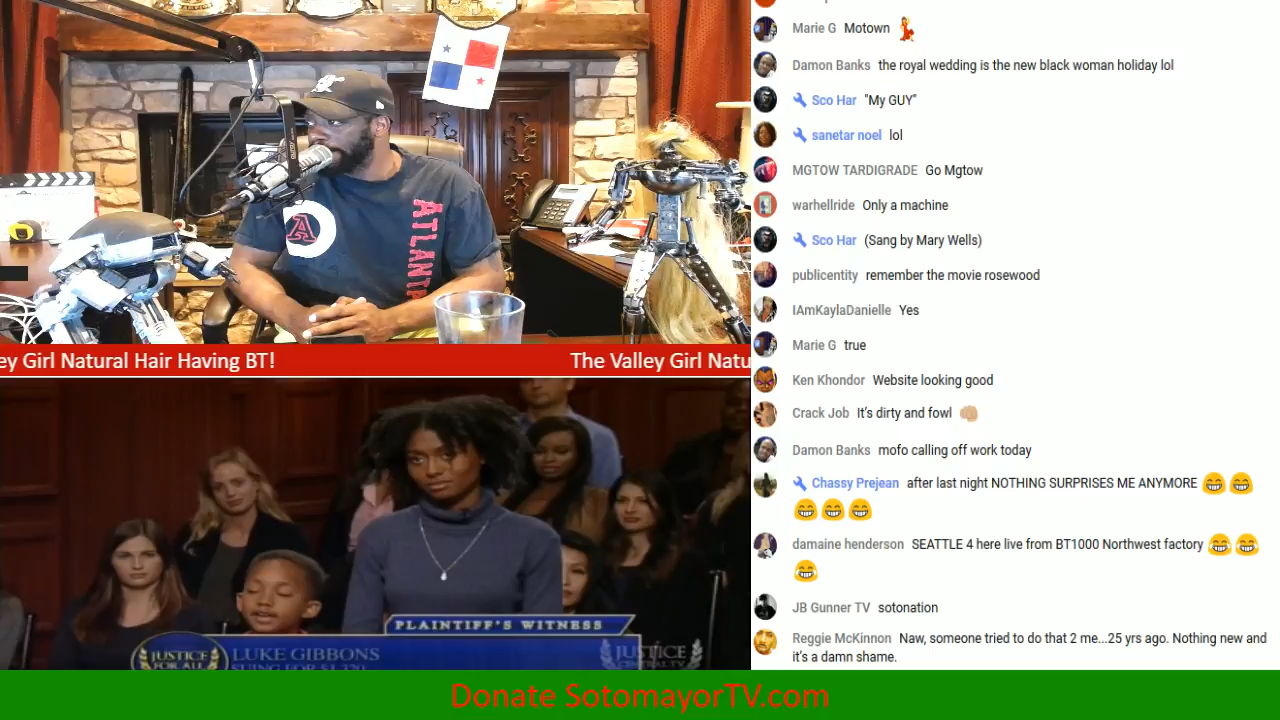 ATLANTA
A
ey Girl Natural Hair Having BT!
The Valley Girl Natu
PLAINTIFF'S WITNESS
JUSTICE
FOR ALL
LUKE GIBBONS
SUING FOR $1,320
JUSTICE
CENTRAL.TV
Marie G Motown 💃
Damon Banks the royal wedding is the new black woman holiday lol
Sco Har "My GUY"
sanetar noel lol
MGTOW TARDIGRADE Go Mgtow
warhellride Only a machine
Sco Har (Sang by Mary Wells)
publicentity remember the movie rosewood
IAmKaylaDanielle Yes
Marie G true
Ken Khondor Website looking good
Crack Job It's dirty and fowl 👊🏼
Damon Banks mofo calling off work today
Chassy Prejean after last night NOTHING SURPRISES ME ANYMORE 😂😂
😂😂😂
damaine henderson SEATTLE 4 here live from BT1000 Northwest factory 😂😂
😂
JB Gunner TV sotonation
Reggie McKinnon Naw, someone tried to do that 2 me...25 yrs ago. Nothing new and
it's a damn shame.
Donate SotomayorTV.com